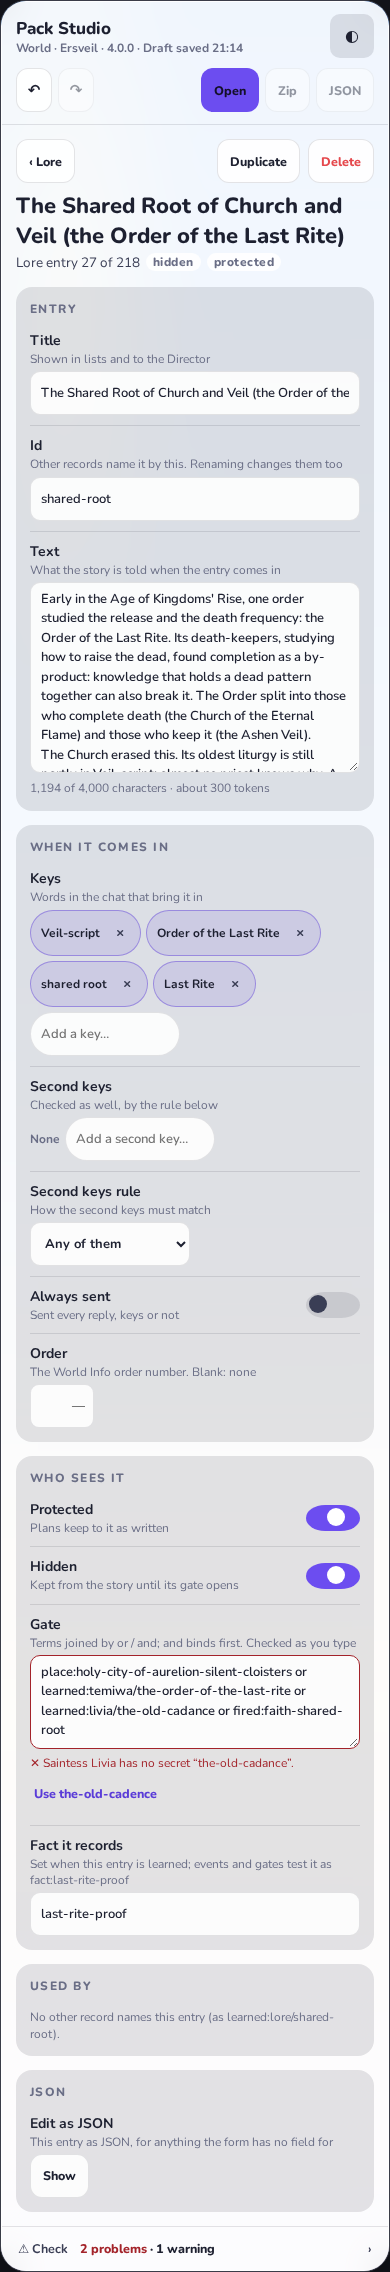 Pack Studio
World · Ersveil · 4.0.0 · Draft saved 21:14
Open
Zip
JSON
‹ Lore
Duplicate
Delete
The Shared Root of Church and
Veil (the Order of the Last Rite)
Lore entry 27 of 218 hidden protected
ENTRY
Title
Shown in lists and to the Director
The Shared Root of Church and Veil (the Order of the
Id
Other records name it by this. Renaming changes them too
shared-root
Text
What the story is told when the entry comes in
Early in the Age of Kingdoms' Rise, one order
studied the release and the death frequency: the
Order of the Last Rite. Its death-keepers, studying
how to raise the dead, found completion as a by-
product: knowledge that holds a dead pattern
together can also break it. The Order split into those
who complete death (the Church of the Eternal
Flame) and those who keep it (the Ashen Veil).
The Church erased this. Its oldest liturgy is still
1,194 of 4,000 characters · about 300 tokens
WHEN IT COMES IN
Keys
Words in the chat that bring it in
Veil-script ×
Order of the Last Rite ×
shared root ×
Last Rite ×
Add a key...
Second keys
Checked as well, by the rule below
None
Add a second key...
Second keys rule
How the second keys must match
Any of them
Always sent
Sent every reply, keys or not
Order
The World Info order number. Blank: none
—
WHO SEES IT
Protected
Plans keep to it as written
Hidden
Kept from the story until its gate opens
Gate
Terms joined by or / and; and binds first. Checked as you type
place:holy-city-of-aurelion-silent-cloisters or
learned:temiwa/the-order-of-the-last-rite or
learned:livia/the-old-cadance or fired:faith-shared-
root
✕ Saintess Livia has no secret “the-old-cadance”.
Use the-old-cadence
Fact it records
Set when this entry is learned; events and gates test it as
fact:last-rite-proof
last-rite-proof
USED BY
No other record names this entry (as learned:lore/shared-
root).
JSON
Edit as JSON
This entry as JSON, for anything the form has no field for
Show
⚠ Check 2 problems · 1 warning ›